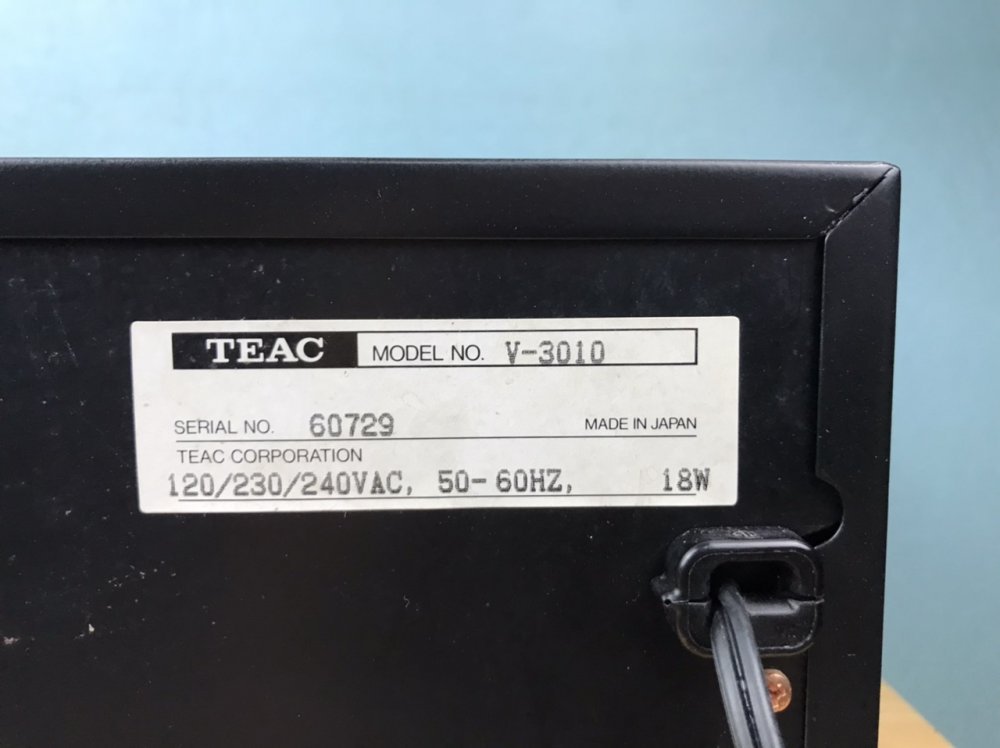 TEAC MODEL NO. V-3010
SERIAL NO. 60729 MADE IN JAPAN
TEAC CORPORATION
120/230/240VAC, 50-60HZ, 18W